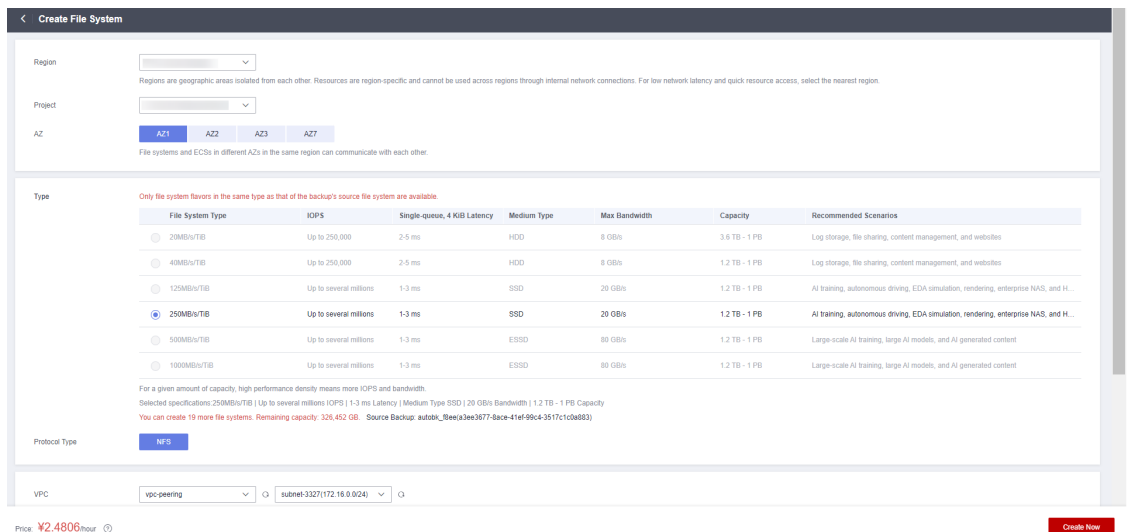 Create File System
Region
Regions are geographic areas isolated from each other. Resources are region-specific and cannot be used across regions through internal network connections. For low network latency and quick resource access, select the nearest region.
Project
AZ AZ1 AZ2 AZ3 AZ7
File systems and ECSs in different AZs in the same region can communicate with each other.
Type Only file system flavors in the same type as that of the backup's source file system are available.
File System Type IOPS Single-queue, 4 KiB Latency Medium Type Max Bandwidth Capacity Recommended Scenarios
20MB/s/TiB Up to 250,000 2-5 ms HDD 8 GB/s 3.6 TB - 1 PB Log storage, file sharing, content management, and websites
40MB/s/TiB Up to 250,000 2-5 ms HDD 8 GB/s 1.2 TB - 1 PB Log storage, file sharing, content management, and websites
125MB/s/TiB Up to several millions 1-3 ms SSD 20 GB/s 1.2 TB - 1 PB AI training, autonomous driving, EDA simulation, rendering, enterprise NAS, and H...
250MB/s/TiB Up to several millions 1-3 ms SSD 20 GB/s 1.2 TB - 1 PB AI training, autonomous driving, EDA simulation, rendering, enterprise NAS, and H...
500MB/s/TiB Up to several millions 1-3 ms ESSD 80 GB/s 1.2 TB - 1 PB Large-scale AI training, large AI models, and AI generated content
1000MB/s/TiB Up to several millions 1-3 ms ESSD 80 GB/s 1.2 TB - 1 PB Large-scale AI training, large AI models, and AI generated content
For a given amount of capacity, high performance density means more IOPS and bandwidth.
Selected specifications:250MB/s/TiB | Up to several millions IOPS | 1-3 ms Latency | Medium Type SSD | 20 GB/s Bandwidth | 1.2 TB - 1 PB Capacity
You can create 19 more file systems. Remaining capacity: 326,452 GB. Source Backup: autobk_f8ee(a3ee3677-8ace-41ef-99c4-3517c1c0a883)
Protocol Type NFS
VPC vpc-peering subnet-3327(172.16.0.0/24)
Price: ¥2.4806/hour Create Now